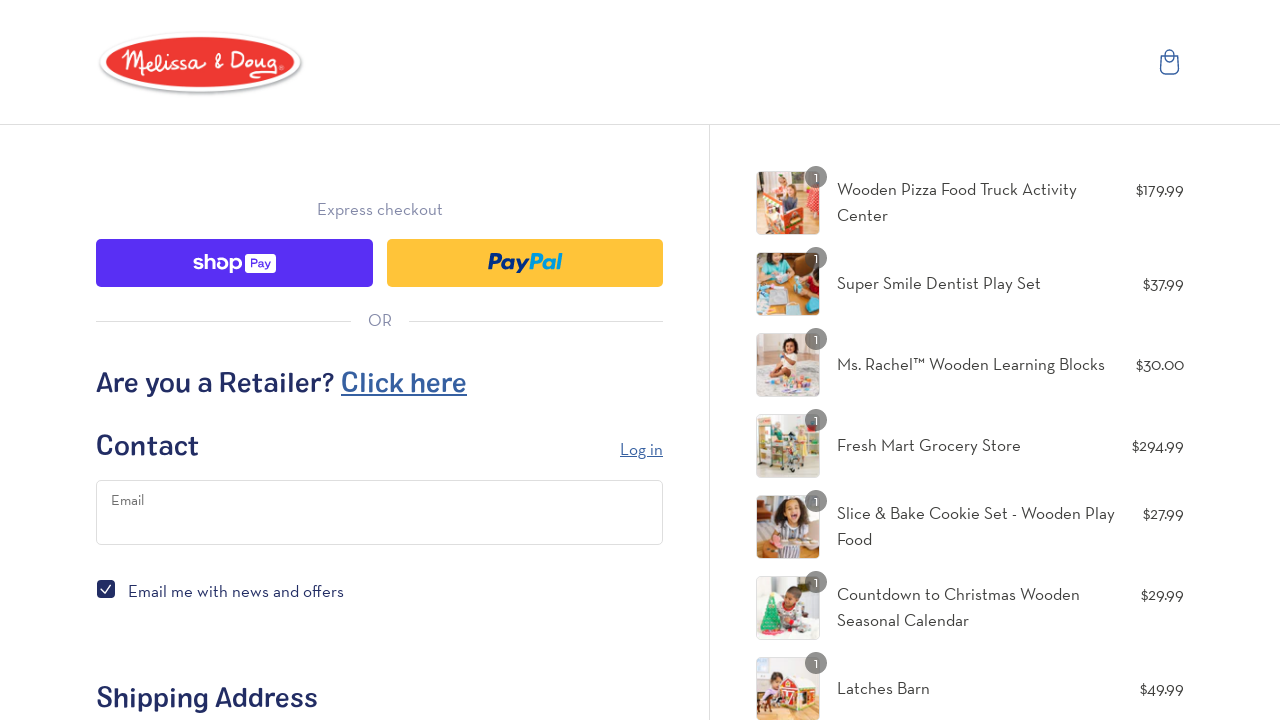 Melissa & Doug
Express checkout
shop Pay
PayPal
OR
Are you a Retailer? Click here
Contact
Log in
Email
Email me with news and offers
Shipping Address
1
Wooden Pizza Food Truck Activity
Center
$179.99
1
Super Smile Dentist Play Set
$37.99
1
Ms. Rachel™ Wooden Learning Blocks
$30.00
1
Fresh Mart Grocery Store
$294.99
1
Slice & Bake Cookie Set - Wooden Play
Food
$27.99
1
Countdown to Christmas Wooden
Seasonal Calendar
$29.99
1
Latches Barn
$49.99